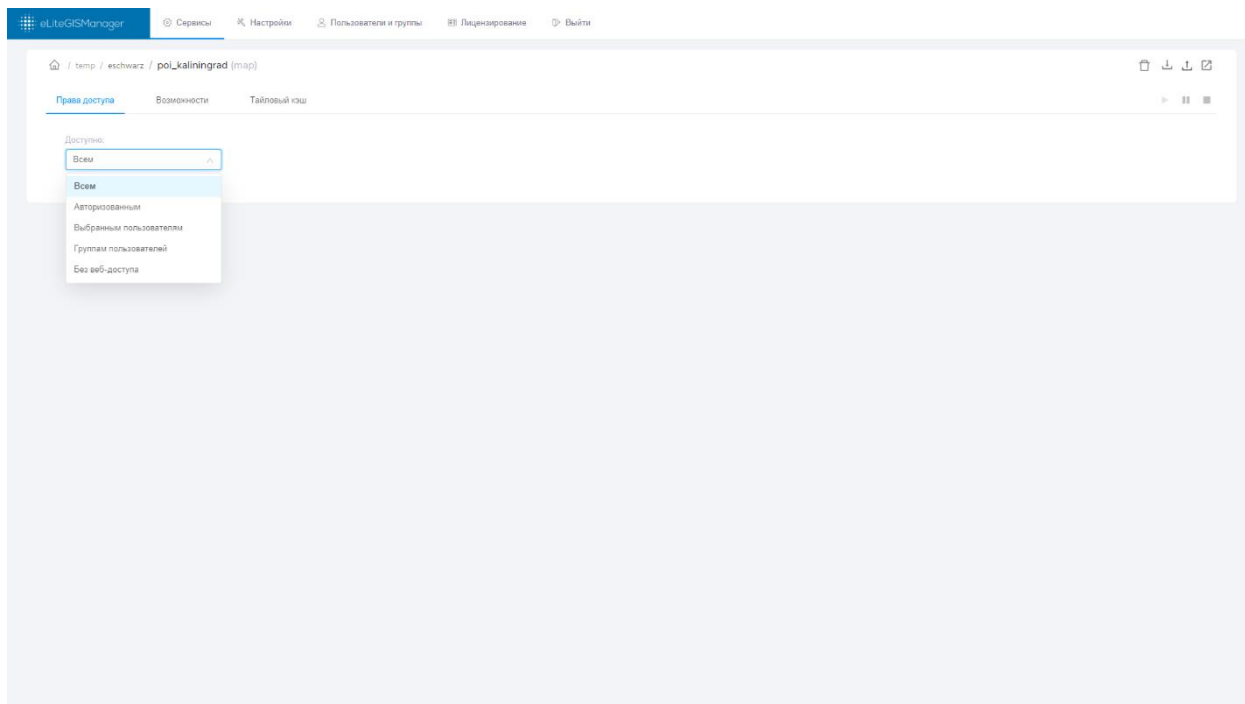 eLiteGISManager Сервисы Настройки Пользователи и группы Лицензирование Выйти
/ temp / eschwarz / poi_kaliningrad (map)
Права доступа Возможности Тайловый кэш
Доступно:
Всем
Всем
Авторизованным
Выбранным пользователям
Группам пользователей
Без веб-доступа